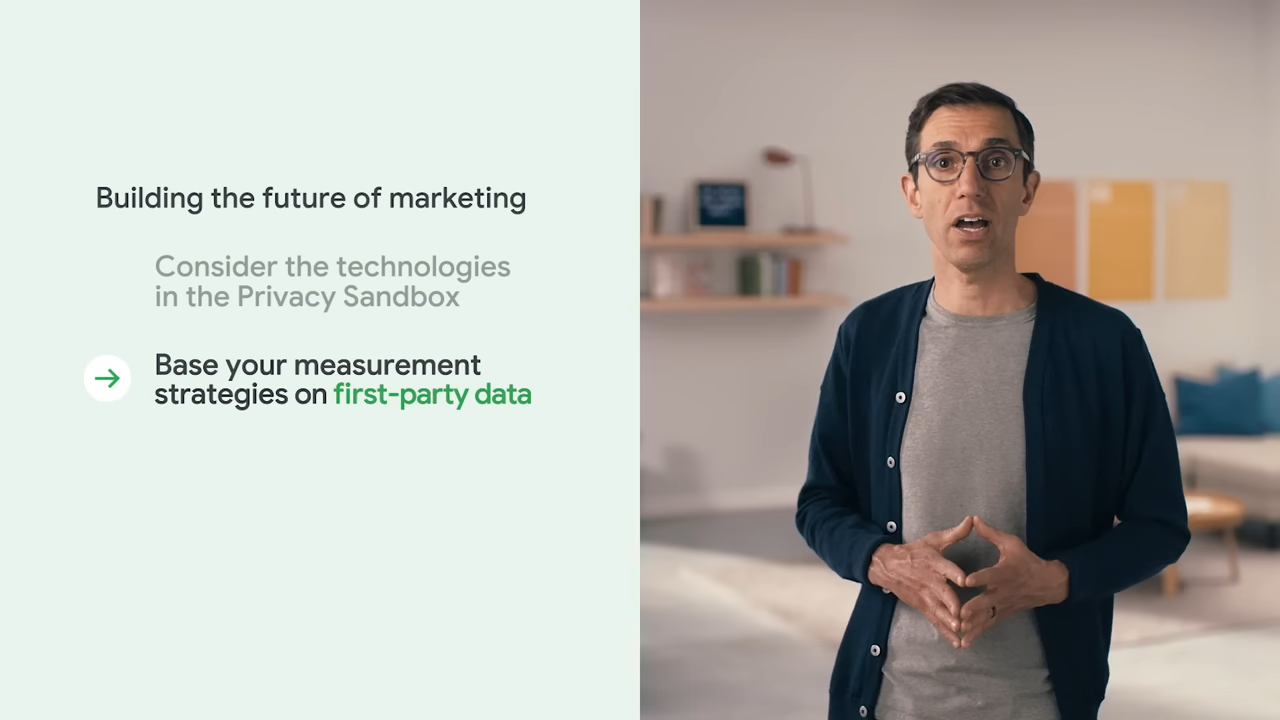 Building the future of marketing
Consider the technologies
in the Privacy Sandbox
Base your measurement
strategies on first-party data